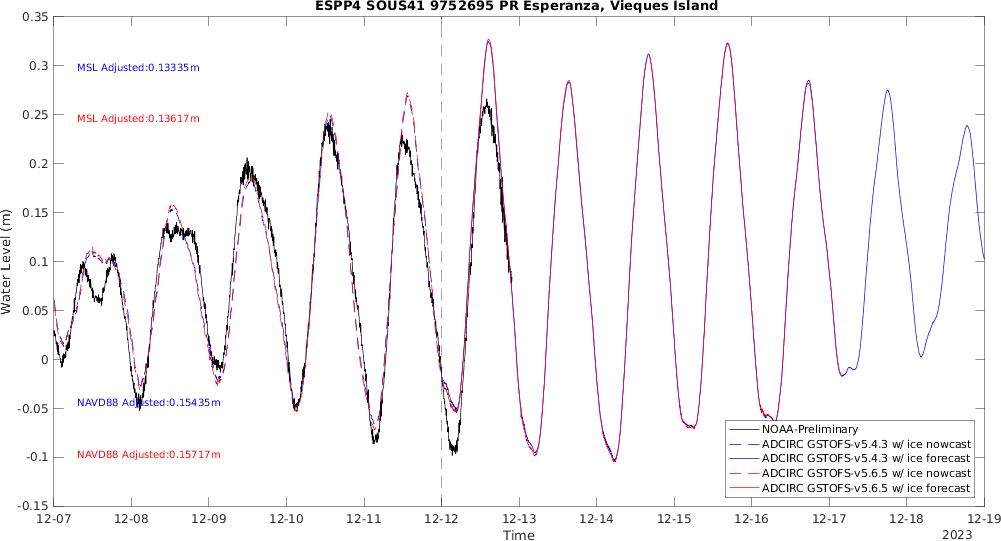 ESPP4 SOUS41 9752695 PR Esperanza, Vieques Island
0.35
0.3
0.25
0.2
0.15
0.1
0.05
0
-0.05
-0.1
-0.15
Water Level (m)
MSL Adjusted:0.13335m
MSL Adjusted:0.13617m
NAVD88 Adjusted:0.15435m
NAVD88 Adjusted:0.15717m
NOAA-Preliminary
ADCIRC GSTOFS-v5.4.3 w/ ice nowcast
ADCIRC GSTOFS-v5.4.3 w/ ice forecast
ADCIRC GSTOFS-v5.6.5 w/ ice nowcast
ADCIRC GSTOFS-v5.6.5 w/ ice forecast
12-07 12-08 12-09 12-10 12-11 12-12 12-13 12-14 12-15 12-16 12-17 12-18 12-19
Time
2023